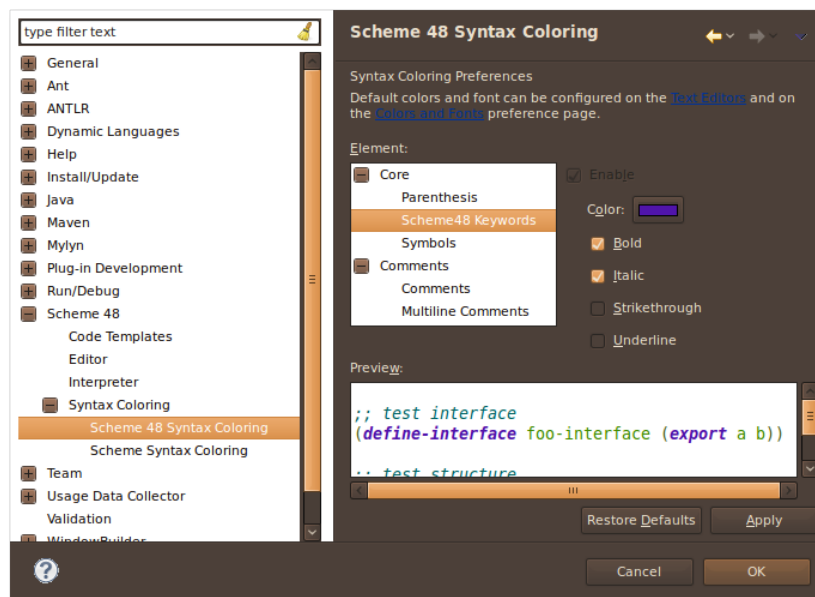 type filter text
General
Ant
ANTLR
Dynamic Languages
Help
Install/Update
Java
Maven
Mylyn
Plug-in Development
Run/Debug
Scheme 48
Code Templates
Editor
Interpreter
Syntax Coloring
Scheme 48 Syntax Coloring
Scheme Syntax Coloring
Team
Usage Data Collector
Validation
WindowBuilder
Scheme 48 Syntax Coloring
Syntax Coloring Preferences
Default colors and font can be configured on the Text Editors and on
the Colors and Fonts preference page.
Element:
Core
Parenthesis
Scheme48 Keywords
Symbols
Comments
Comments
Multiline Comments
Enable
Color:
Bold
Italic
Strikethrough
Underline
Preview:
;; test interface
(define-interface foo-interface (export a b))
;; test structure
Restore Defaults
Apply
Cancel
OK